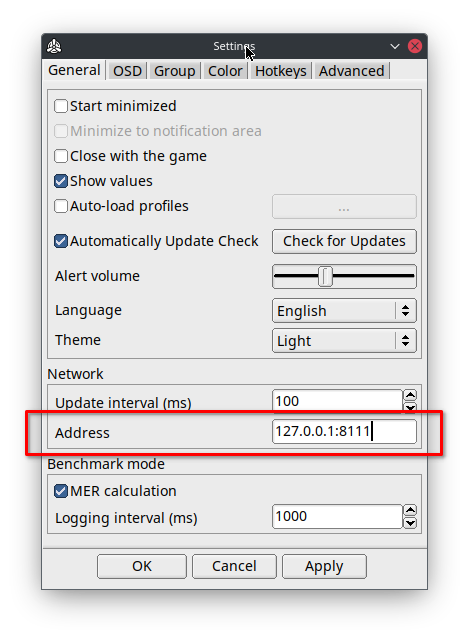 Settings
General OSD Group Color Hotkeys Advanced
Start minimized
Minimize to notification area
Close with the game
Show values
Auto-load profiles ...
Automatically Update Check Check for Updates
Alert volume
Language English
Theme Light
Network
Update interval (ms) 100
Address 127.0.0.1:8111
Benchmark mode
MER calculation
Logging interval (ms) 1000
OK Cancel Apply